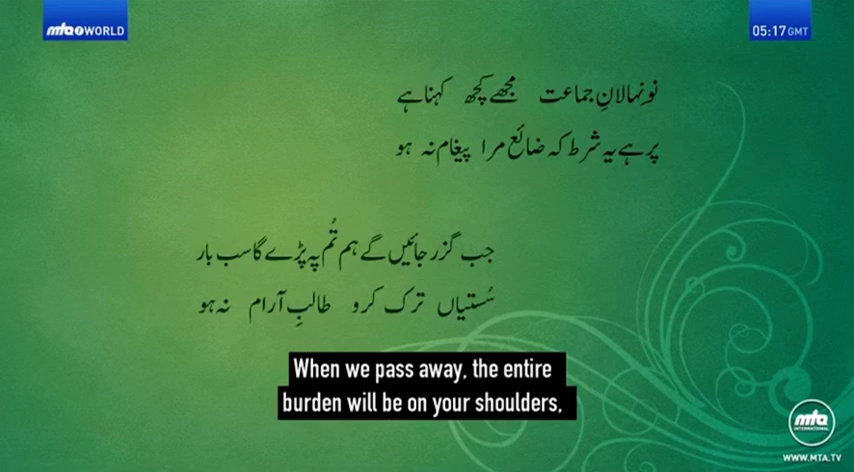 mta 1 WORLD
05:17 GMT
نونہالانِ جماعت مجھے کچھ کہنا ہے
پر ہے یہ شرط کہ ضائع مرا پیغام نہ ہو
جب گزر جائیں گے ہم تُم پہ پڑے گا سب بار
سُستیاں ترک کرو طالبِ آرام نہ ہو
When we pass away, the entire
burden will be on your shoulders,
mta
INTERNATIONAL
WWW.MTA.TV